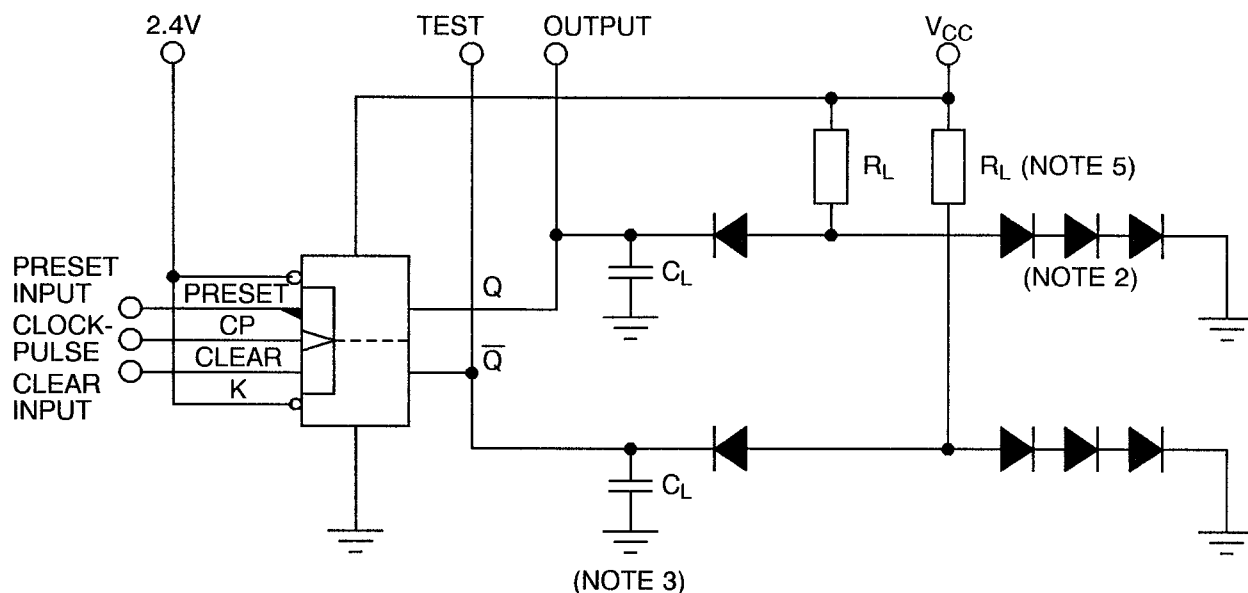 2.4V
TEST
OUTPUT
VCC
RL
RL (NOTE 5)
PRESET
INPUT
PRESET
Q
CL
(NOTE 2)
CLOCK-
PULSE
CP
CLEAR
Q̅
CLEAR
INPUT
K
CL
(NOTE 3)